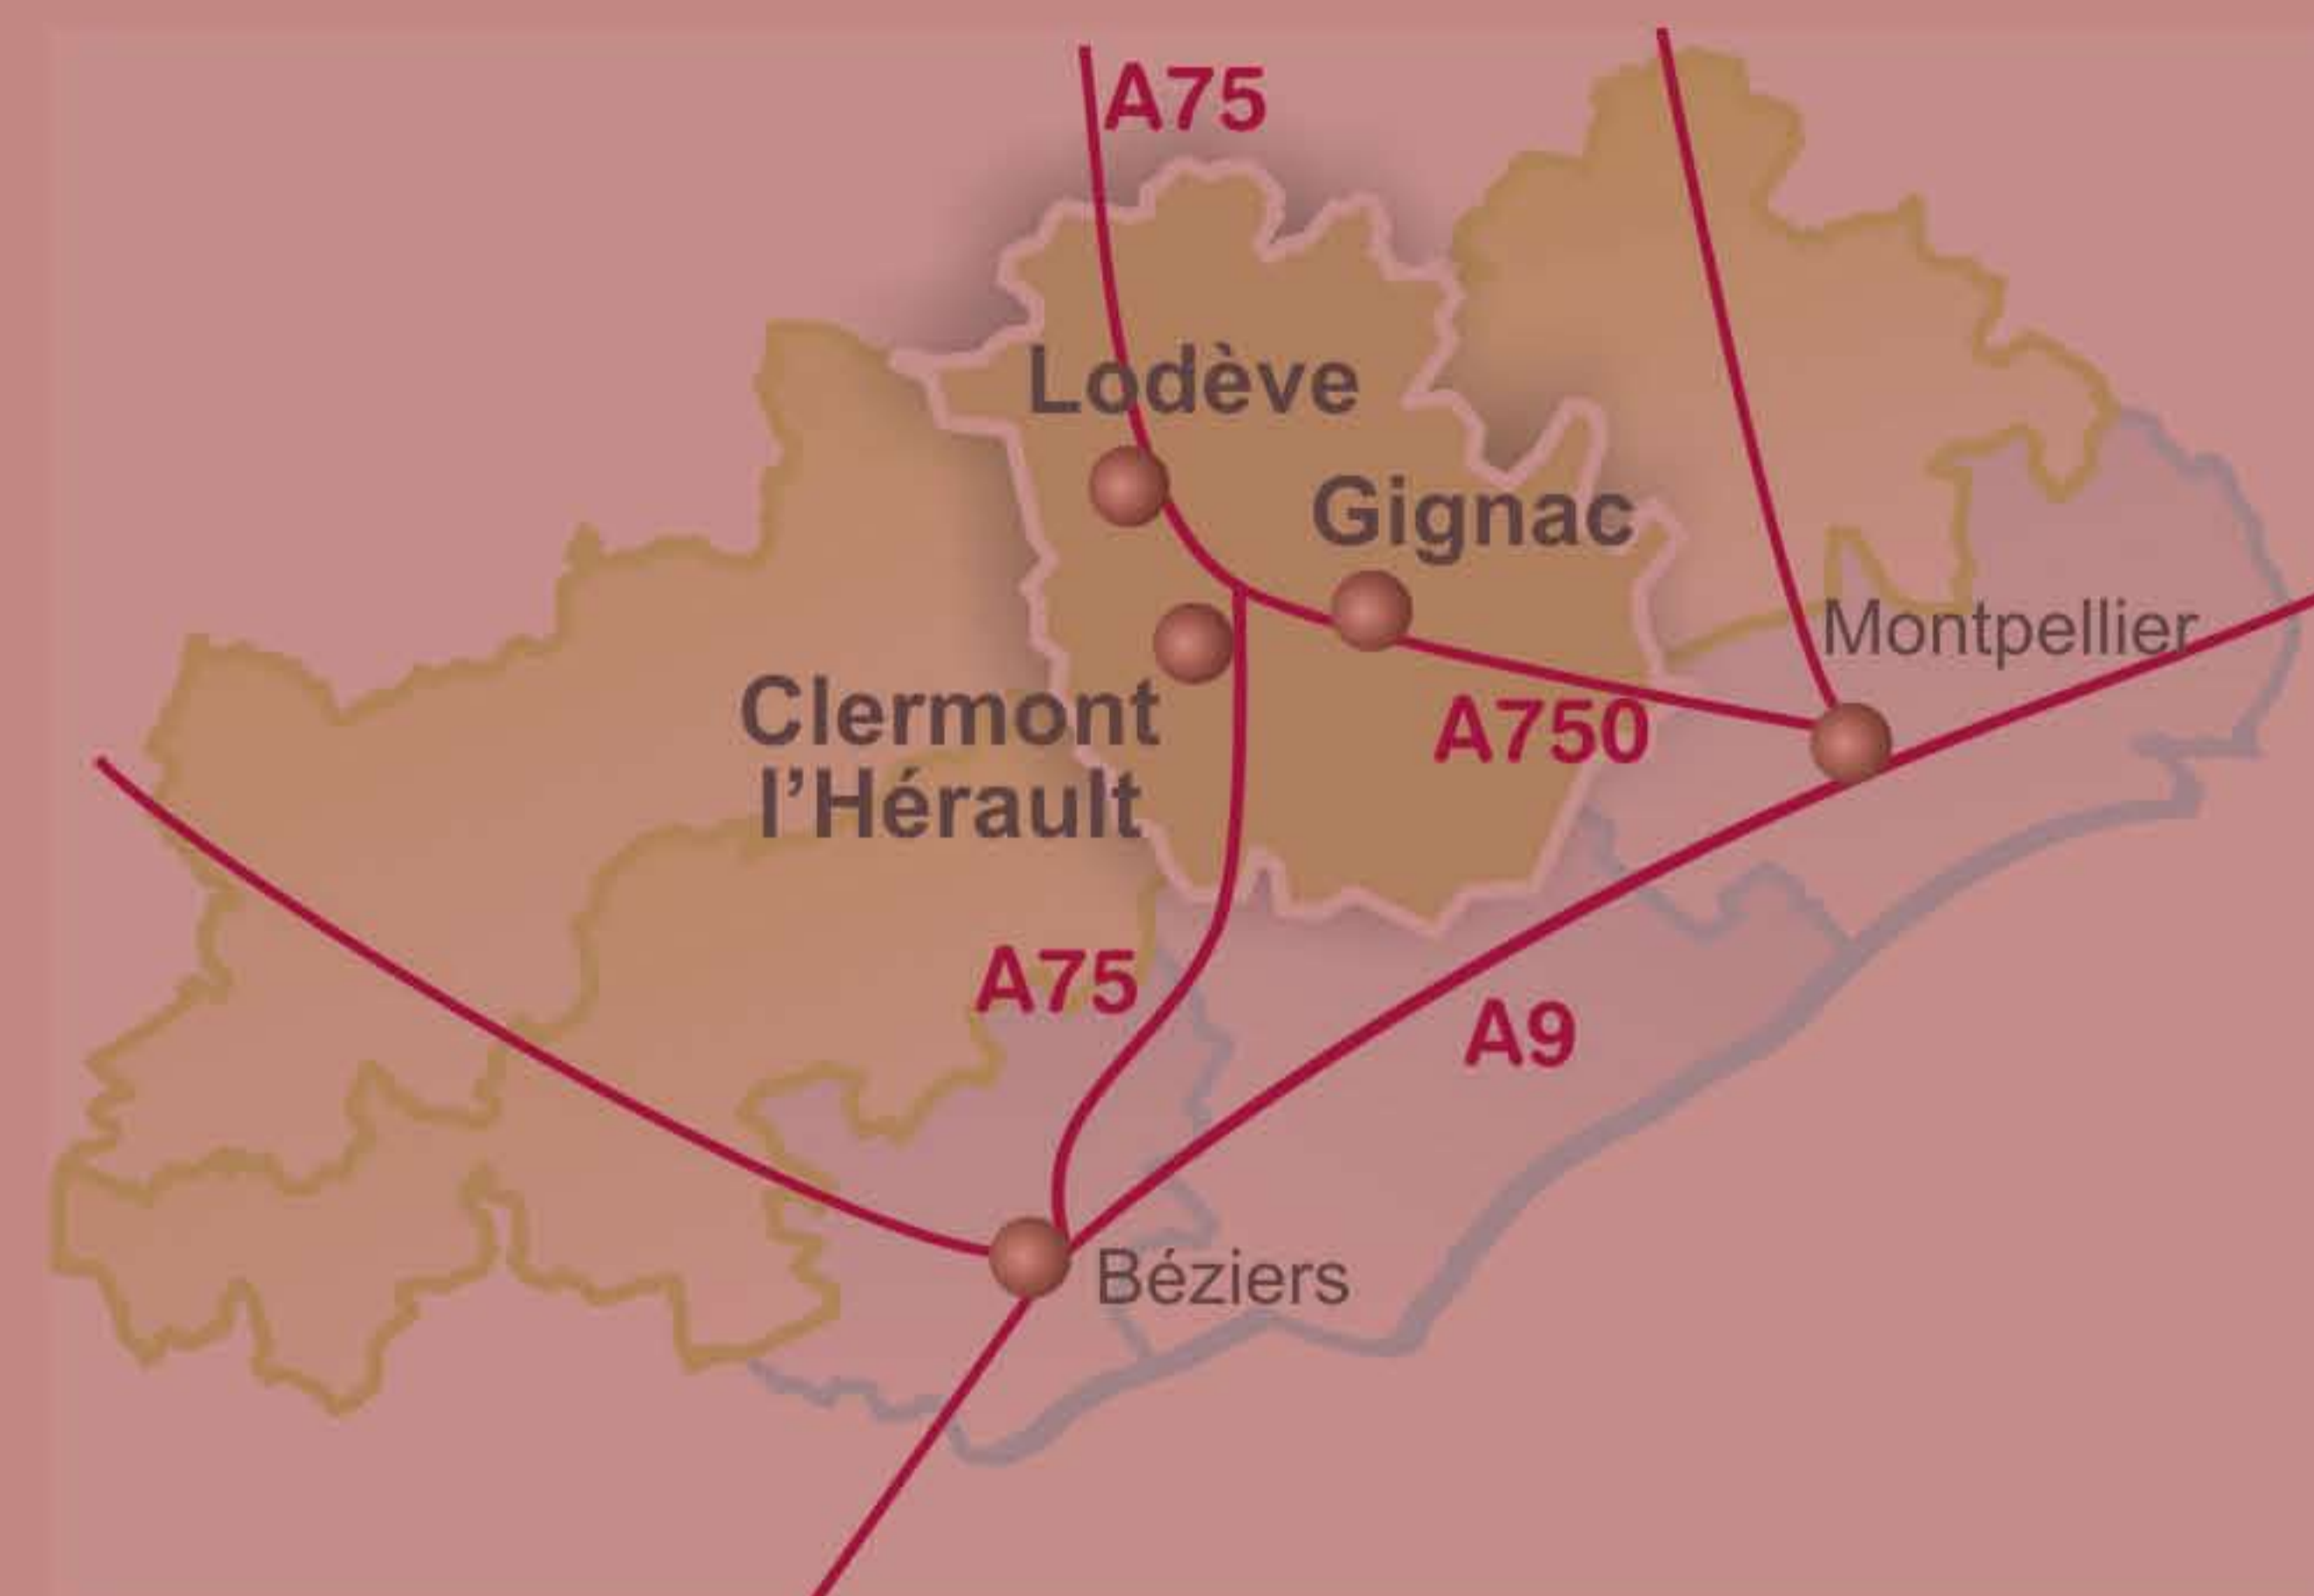 A75
Lodève
Gignac
Montpellier
Clermont
l’Hérault
A750
A75
A9
Béziers